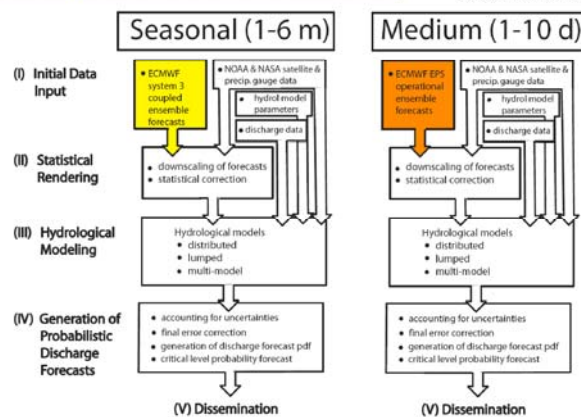 Seasonal (1-6 m)
Medium (1-10 d)
(I) Initial Data
Input
• ECMWF
system 3
coupled
ensemble
forecasts
• NOAA & NASA satellite &
precip. gauge data
• hydrol model
parameters
• discharge data
• ECMWF EPS
operational
ensemble
forecasts
• NOAA & NASA satellite &
precip. gauge data
• hydrol model
parameters
• discharge data
(II) Statistical
Rendering
• downscaling of forecasts
• statistical correction
• downscaling of forecasts
• statistical correction
(III) Hydrological
Modeling
Hydrological models
• distributed
• lumped
• multi-model
Hydrological models
• distributed
• lumped
• multi-model
(IV) Generation of
Probabilistic
Discharge
Forecasts
• accounting for uncertainties
• final error correction
• generation of discharge forecast pdf
• critical level probability forecast
• accounting for uncertainties
• final error correction
• generation of discharge forecast pdf
• critical level probability forecast
(V) Dissemination
(V) Dissemination